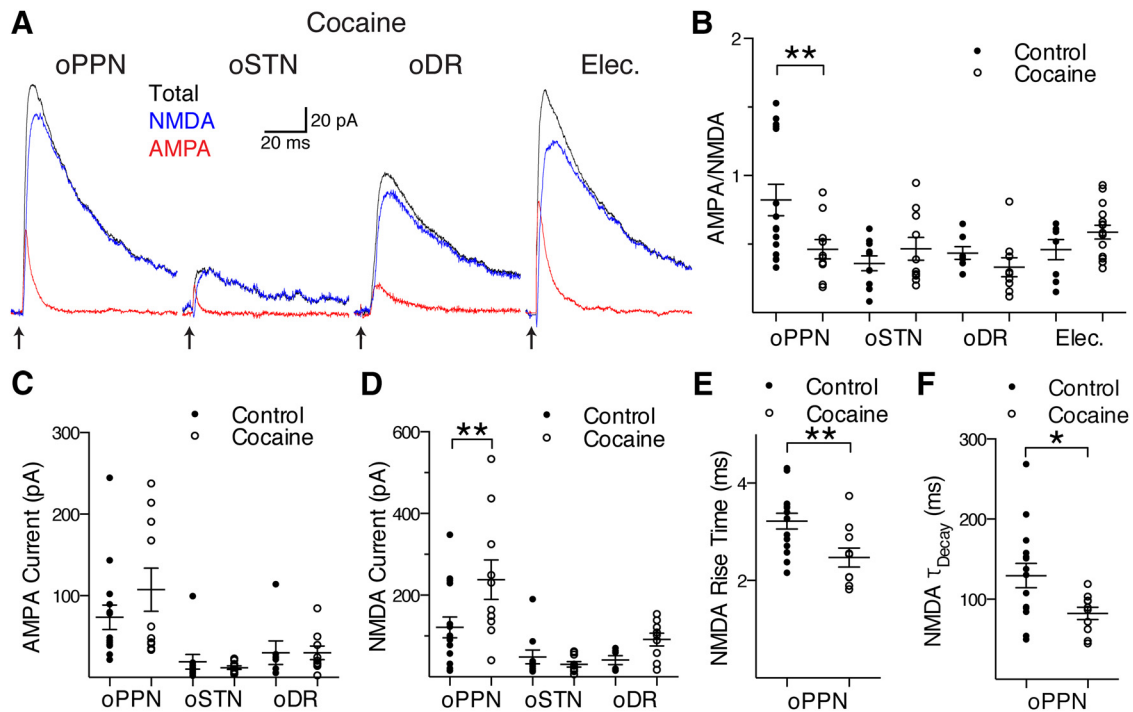 A
Cocaine
oPPN oSTN oDR Elec.
Total
NMDA
AMPA
20 pA
20 ms
B
AMPA/NMDA
2
1
**
Control
Cocaine
oPPN oSTN oDR Elec.
C
AMPA Current (pA)
300
200
100
Control
Cocaine
oPPN oSTN oDR
D
NMDA Current (pA)
600
400
200
**
Control
Cocaine
oPPN oSTN oDR
E
Control
Cocaine
NMDA Rise Time (ms)
4
2
**
oPPN
F
Control
Cocaine
NMDA τDecay (ms)
300
200
100
*
oPPN